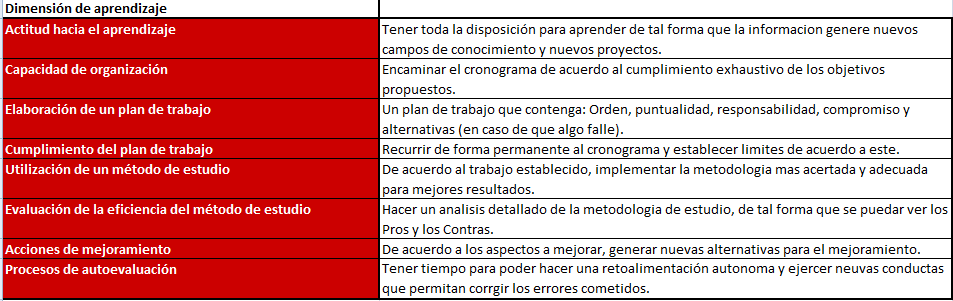 Dimensión de aprendizaje
Actitud hacia el aprendizaje
Tener toda la disposición para aprender de tal forma que la informacion genere nuevos
campos de conocimiento y nuevos proyectos.
Capacidad de organización
Encaminar el cronograma de acuerdo al cumplimiento exhaustivo de los objetivos
propuestos.
Elaboración de un plan de trabajo
Un plan de trabajo que contenga: Orden, puntualidad, responsabilidad, compromiso y
alternativas (en caso de que algo falle).
Cumplimiento del plan de trabajo
Recurrir de forma permanente al cronograma y establecer limites de acuerdo a este.
Utilización de un método de estudio
De acuerdo al trabajo establecido, implementar la metodologia mas acertada y adecuada
para mejores resultados.
Evaluación de la eficiencia del método de estudio
Hacer un analisis detallado de la metodologia de estudio, de tal forma que se puedar ver los
Pros y los Contras.
Acciones de mejoramiento
De acuerdo a los aspectos a mejorar, generar nuevas alternativas para el mejoramiento.
Procesos de autoevaluación
Tener tiempo para poder hacer una retoalimentación autonoma y ejercer neuvas conductas
que permitan corrgir los errores cometidos.